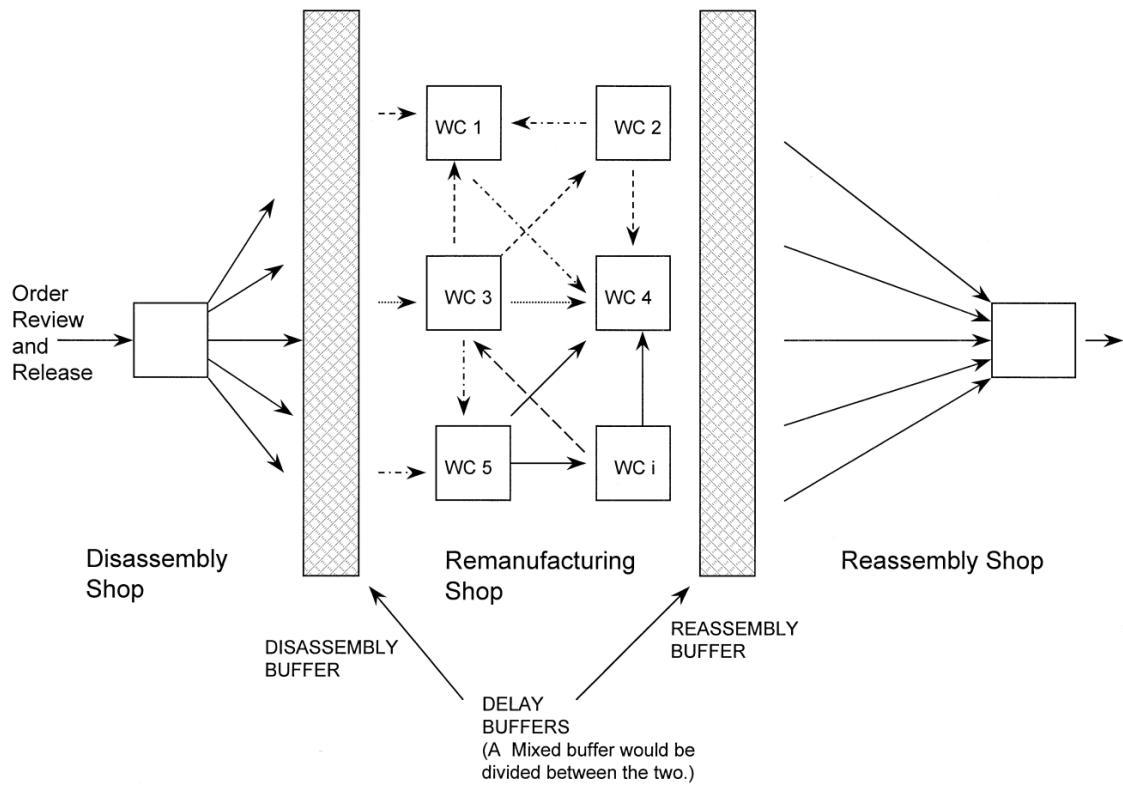 WC 1
WC 2
Order
Review
and
Release
WC 3
WC 4
WC 5
WC i
Disassembly
Shop
Remanufacturing
Shop
Reassembly Shop
DISASSEMBLY
BUFFER
REASSEMBLY
BUFFER
DELAY
BUFFERS
(A Mixed buffer would be
divided between the two.)